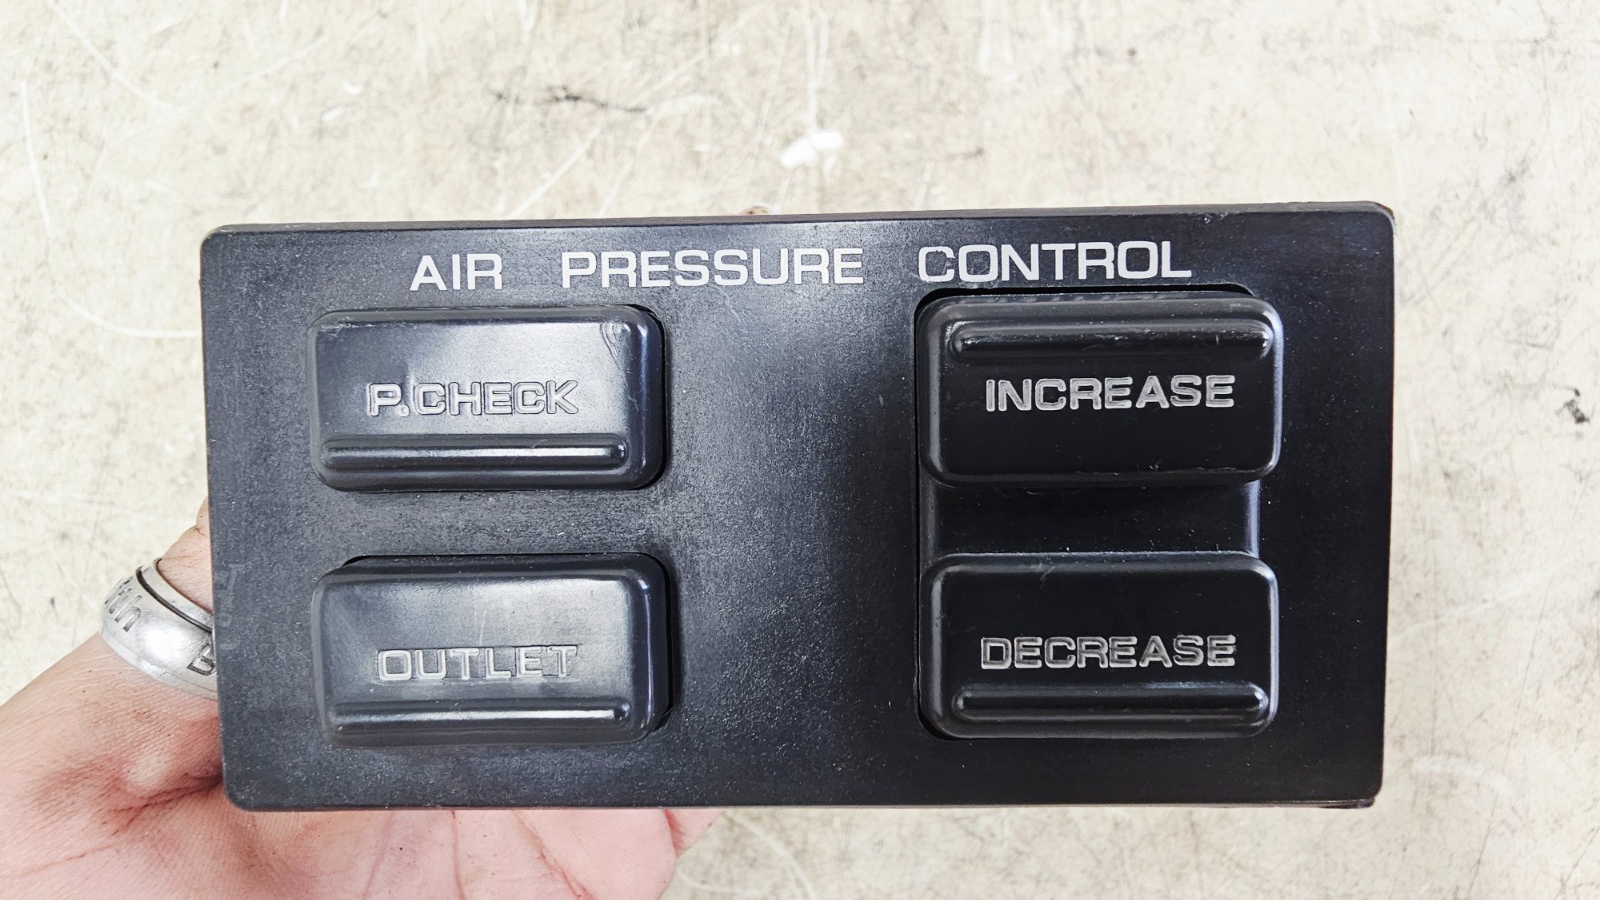 AIR PRESSURE CONTROL
P.CHECK
INCREASE
OUTLET
DECREASE